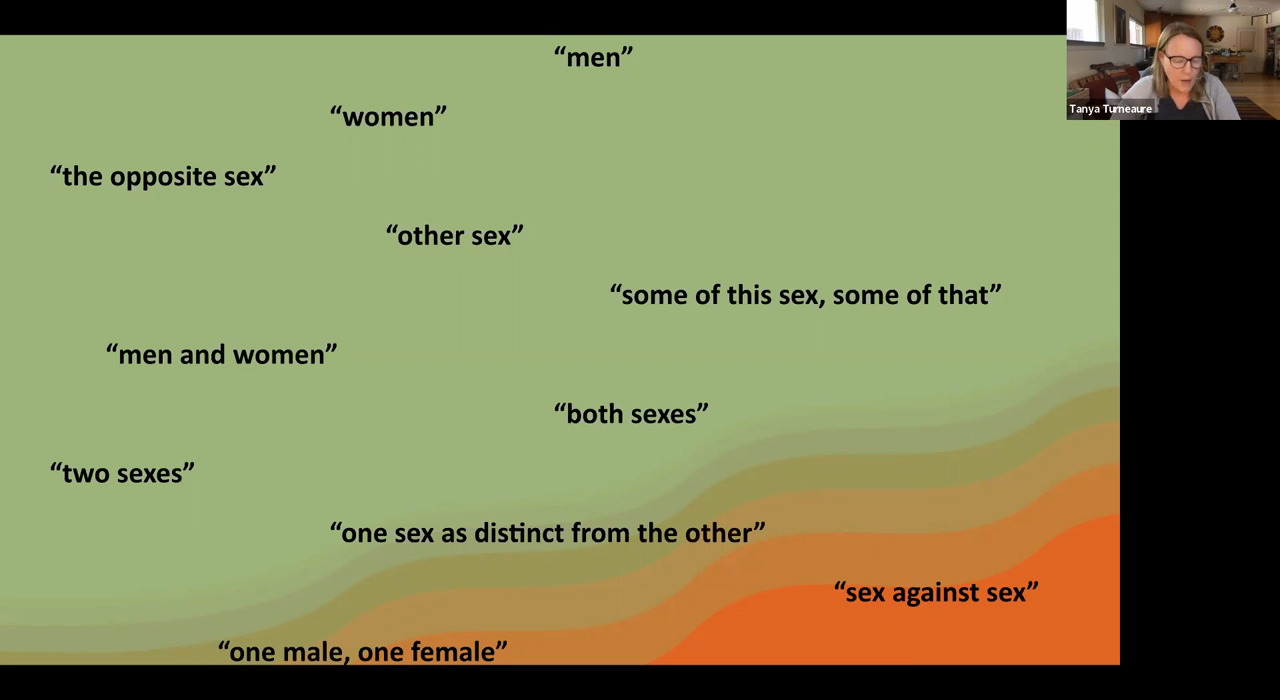 “men”
Tanya Turneaure
“women”
“the opposite sex”
“other sex”
“some of this sex, some of that”
“men and women”
“both sexes”
“two sexes”
“one sex as distinct from the other”
“sex against sex”
“one male, one female”